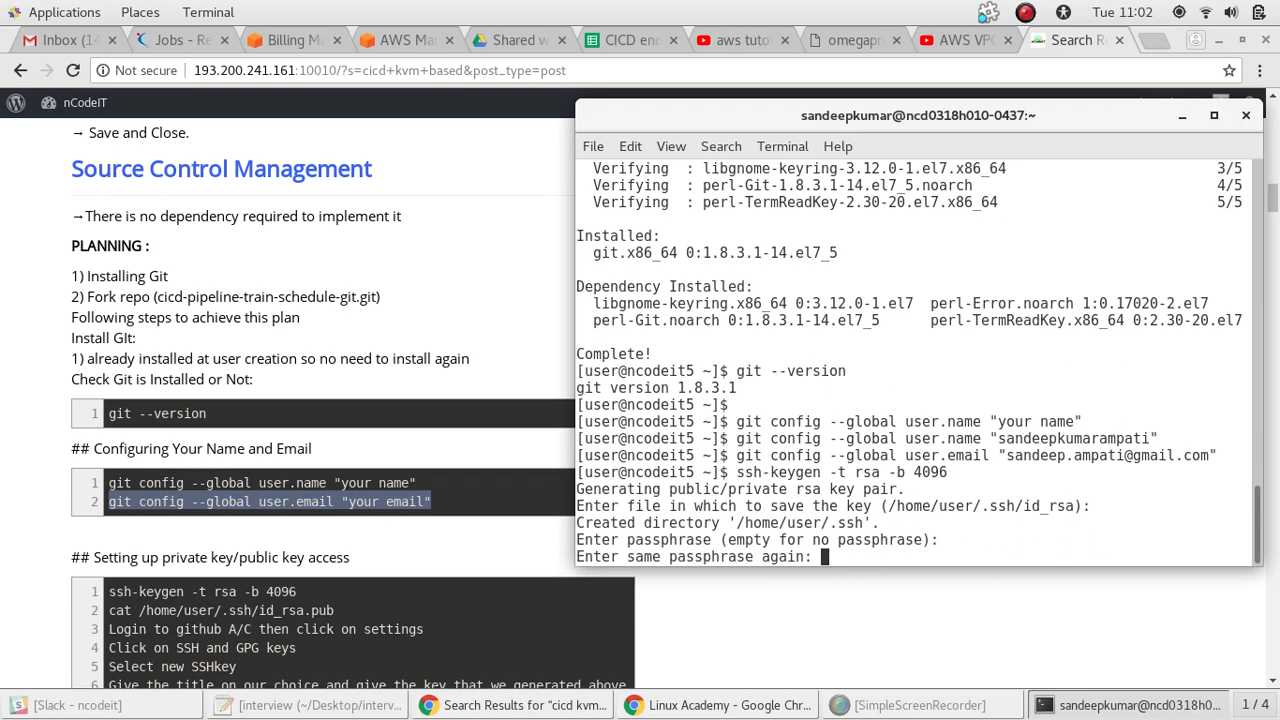 Applications Places Terminal Tue 11:02
Inbox (14 Jobs - Re Billing M AWS Ma Shared w CICD en aws tuto omegapr AWS VPC Search R
Not secure 193.200.241.161:10010/?s=cicd+kvm+based&post_type=post
nCodeIT
→ Save and Close.
Source Control Management
→There is no dependency required to implement it
PLANNING :
1) Installing Git
2) Fork repo (cicd-pipeline-train-schedule-git.git)
Following steps to achieve this plan
Install GIt:
1) already installed at user creation so no need to install again
Check Git is Installed or Not:
1 git --version
## Configuring Your Name and Email
1 git config --global user.name "your name"
2 git config --global user.email "your email"
## Setting up private key/public key access
1 ssh-keygen -t rsa -b 4096
2 cat /home/user/.ssh/id_rsa.pub
3 Login to github A/C then click on settings
4 Click on SSH and GPG keys
5 Select new SSHkey
6 Give the title on our choice and give the key that we generated above
sandeepkumar@ncd0318h010-0437:~
File Edit View Search Terminal Help
Verifying : libgnome-keyring-3.12.0-1.el7.x86_64 3/5
Verifying : perl-Git-1.8.3.1-14.el7_5.noarch 4/5
Verifying : perl-TermReadKey-2.30-20.el7.x86_64 5/5
Installed:
git.x86_64 0:1.8.3.1-14.el7_5
Dependency Installed:
libgnome-keyring.x86_64 0:3.12.0-1.el7 perl-Error.noarch 1:0.17020-2.el7
perl-Git.noarch 0:1.8.3.1-14.el7_5 perl-TermReadKey.x86_64 0:2.30-20.el7
Complete!
[user@ncodeit5 ~]$ git --version
git version 1.8.3.1
[user@ncodeit5 ~]$
[user@ncodeit5 ~]$ git config --global user.name "your name"
[user@ncodeit5 ~]$ git config --global user.name "sandeepkumarampati"
[user@ncodeit5 ~]$ git config --global user.email "sandeep.ampati@gmail.com"
[user@ncodeit5 ~]$ ssh-keygen -t rsa -b 4096
Generating public/private rsa key pair.
Enter file in which to save the key (/home/user/.ssh/id_rsa):
Created directory '/home/user/.ssh'.
Enter passphrase (empty for no passphrase):
Enter same passphrase again:
[Slack - ncodeit] [interview (~/Desktop/interv... Search Results for “cicd kvm... Linux Academy - Google Chr... [SimpleScreenRecorder] sandeepkumar@ncd0318h0... 1 / 4